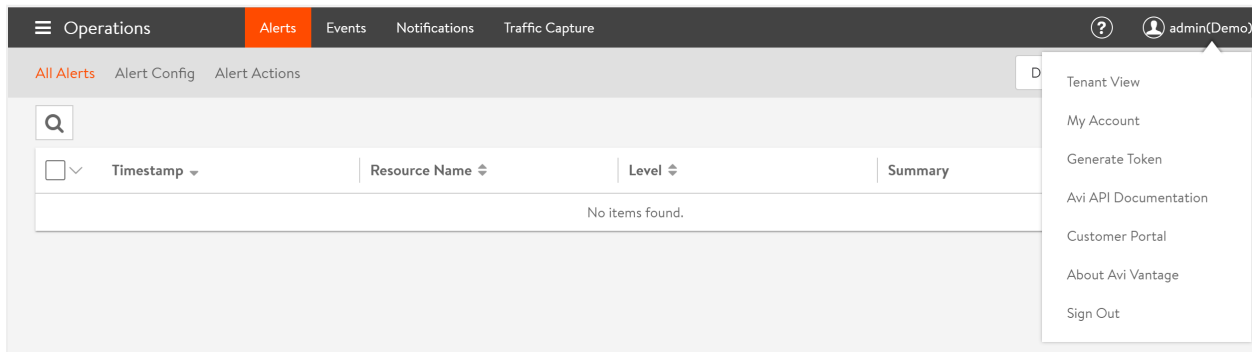 Operations Alerts Events Notifications Traffic Capture ? admin(Demo)
All Alerts Alert Config Alert Actions D
Tenant View
My Account
Generate Token
Avi API Documentation
Customer Portal
About Avi Vantage
Sign Out
Timestamp Resource Name Level Summary
No items found.